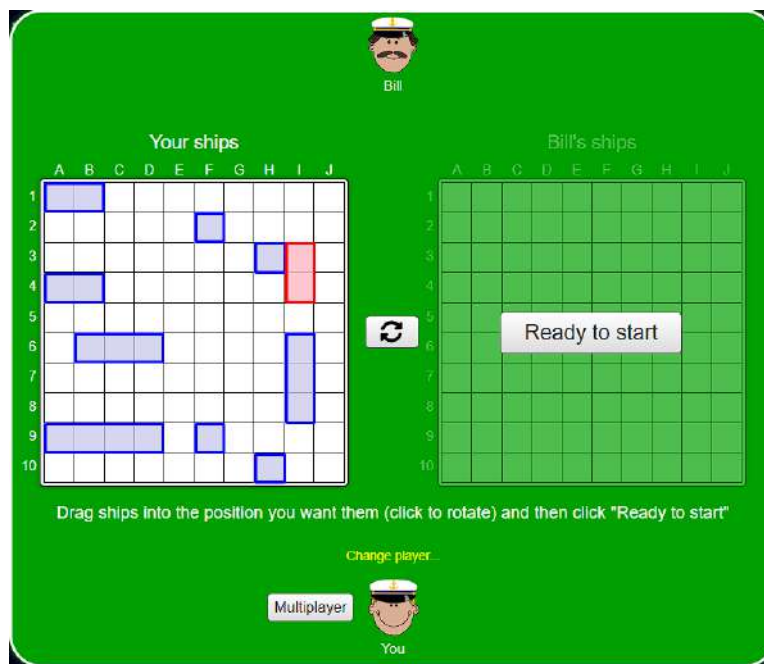 Bill
Your ships
Bill's ships
A B C D E F G H I J
A B C D E F G H I J
1
1
2
2
3
3
4
4
5
5
Ready to start
6
6
7
7
8
8
9
9
10
10
Drag ships into the position you want them (click to rotate) and then click "Ready to start"
Change player...
Multiplayer
You